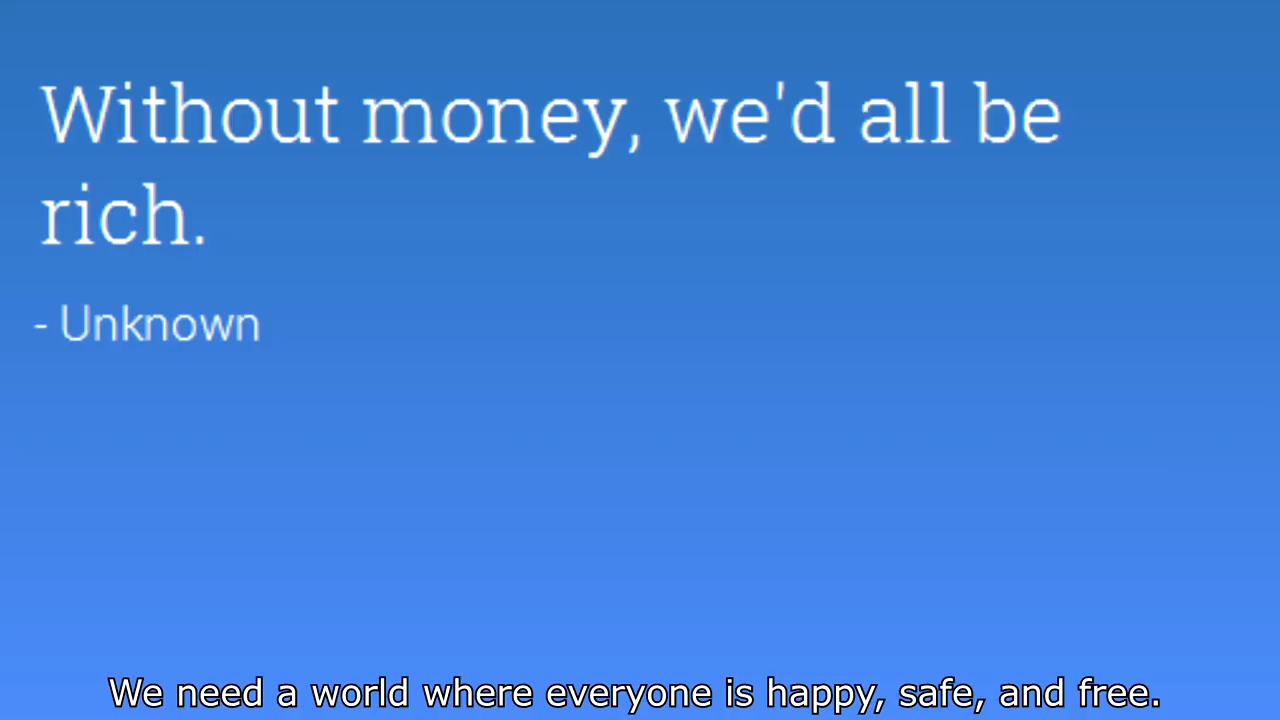 Without money, we'd all be
rich.
- Unknown
We need a world where everyone is happy, safe, and free.